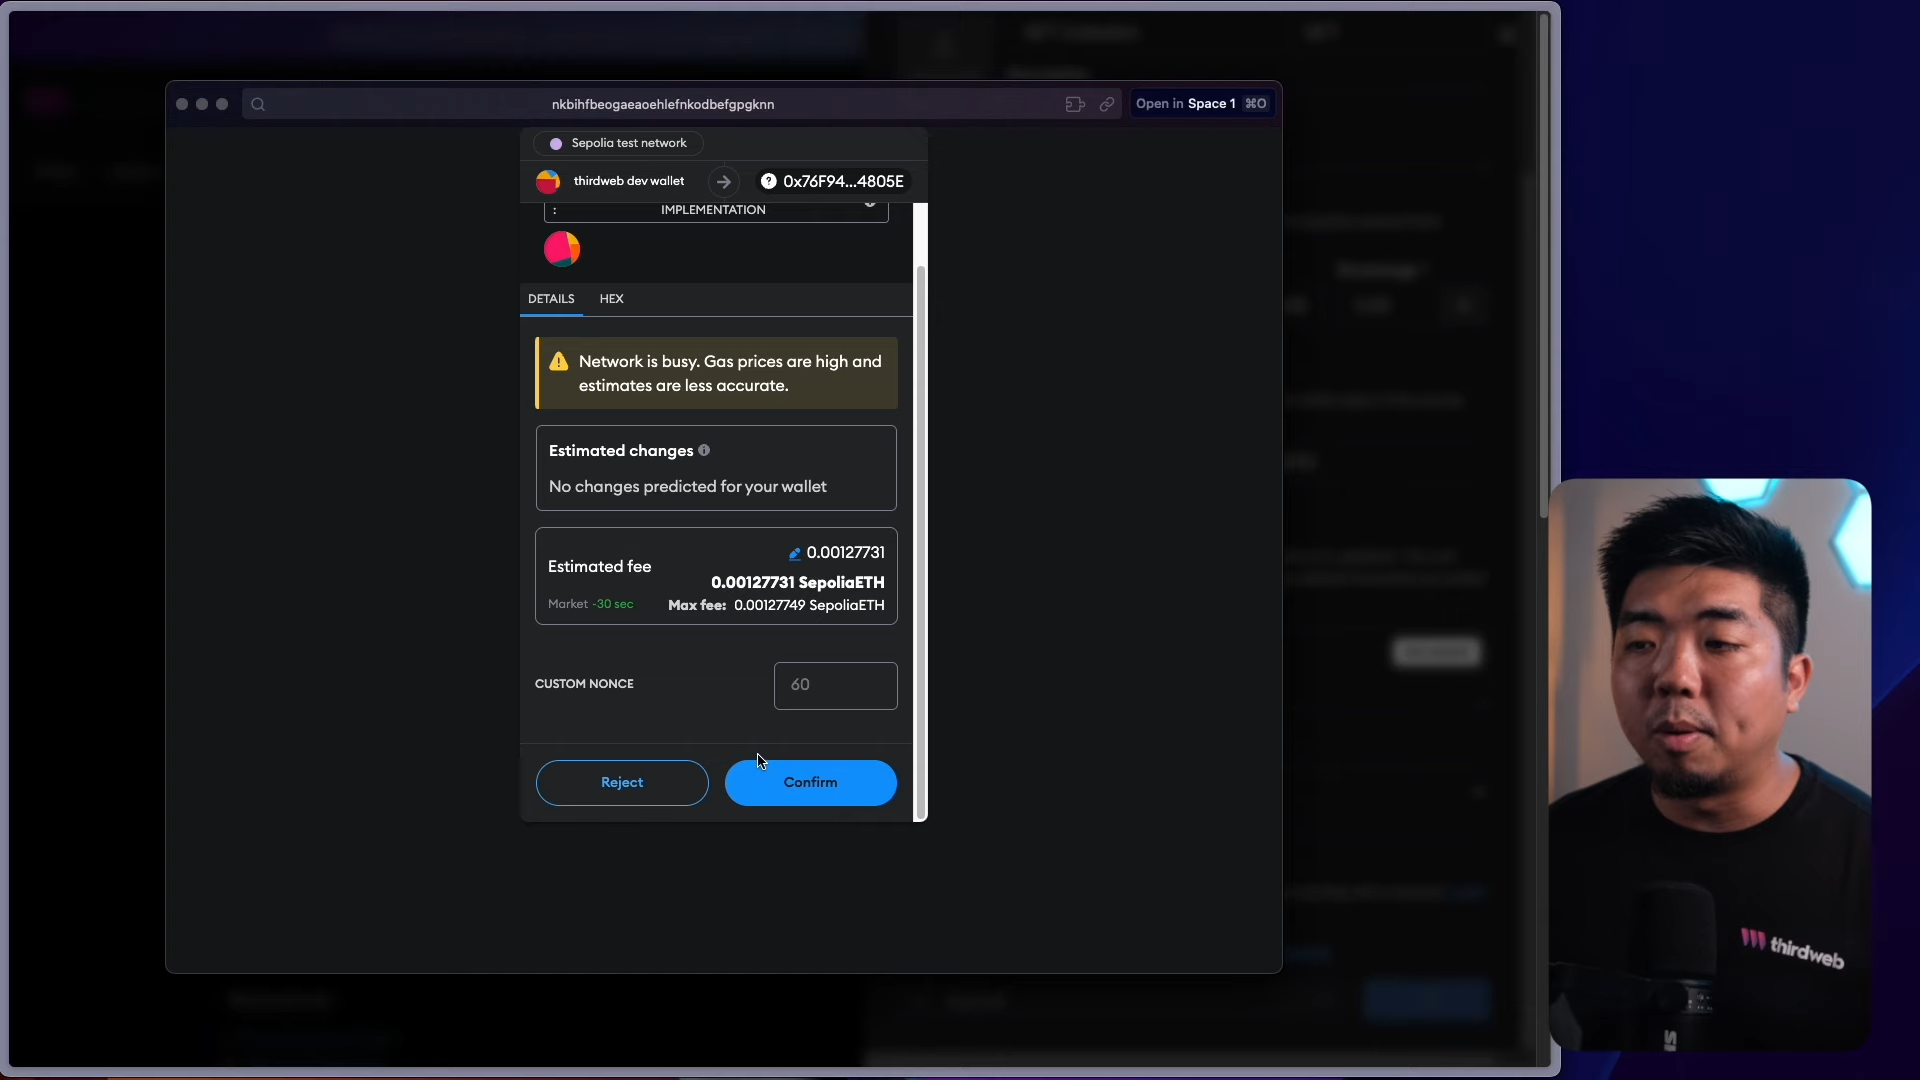 nkbihfbeogaeaoehlefnkodbefgpgknn
Open in Space 1 ⌘O
Sepolia test network
thirdweb dev wallet
0x76F94...4805E
:
IMPLEMENTATION
DETAILS
HEX
Network is busy. Gas prices are high and
estimates are less accurate.
Estimated changes
No changes predicted for your wallet
Estimated fee
0.00127731
0.00127731 SepoliaETH
Market ~30 sec
Max fee: 0.00127749 SepoliaETH
CUSTOM NONCE
60
Reject
Confirm
thirdweb